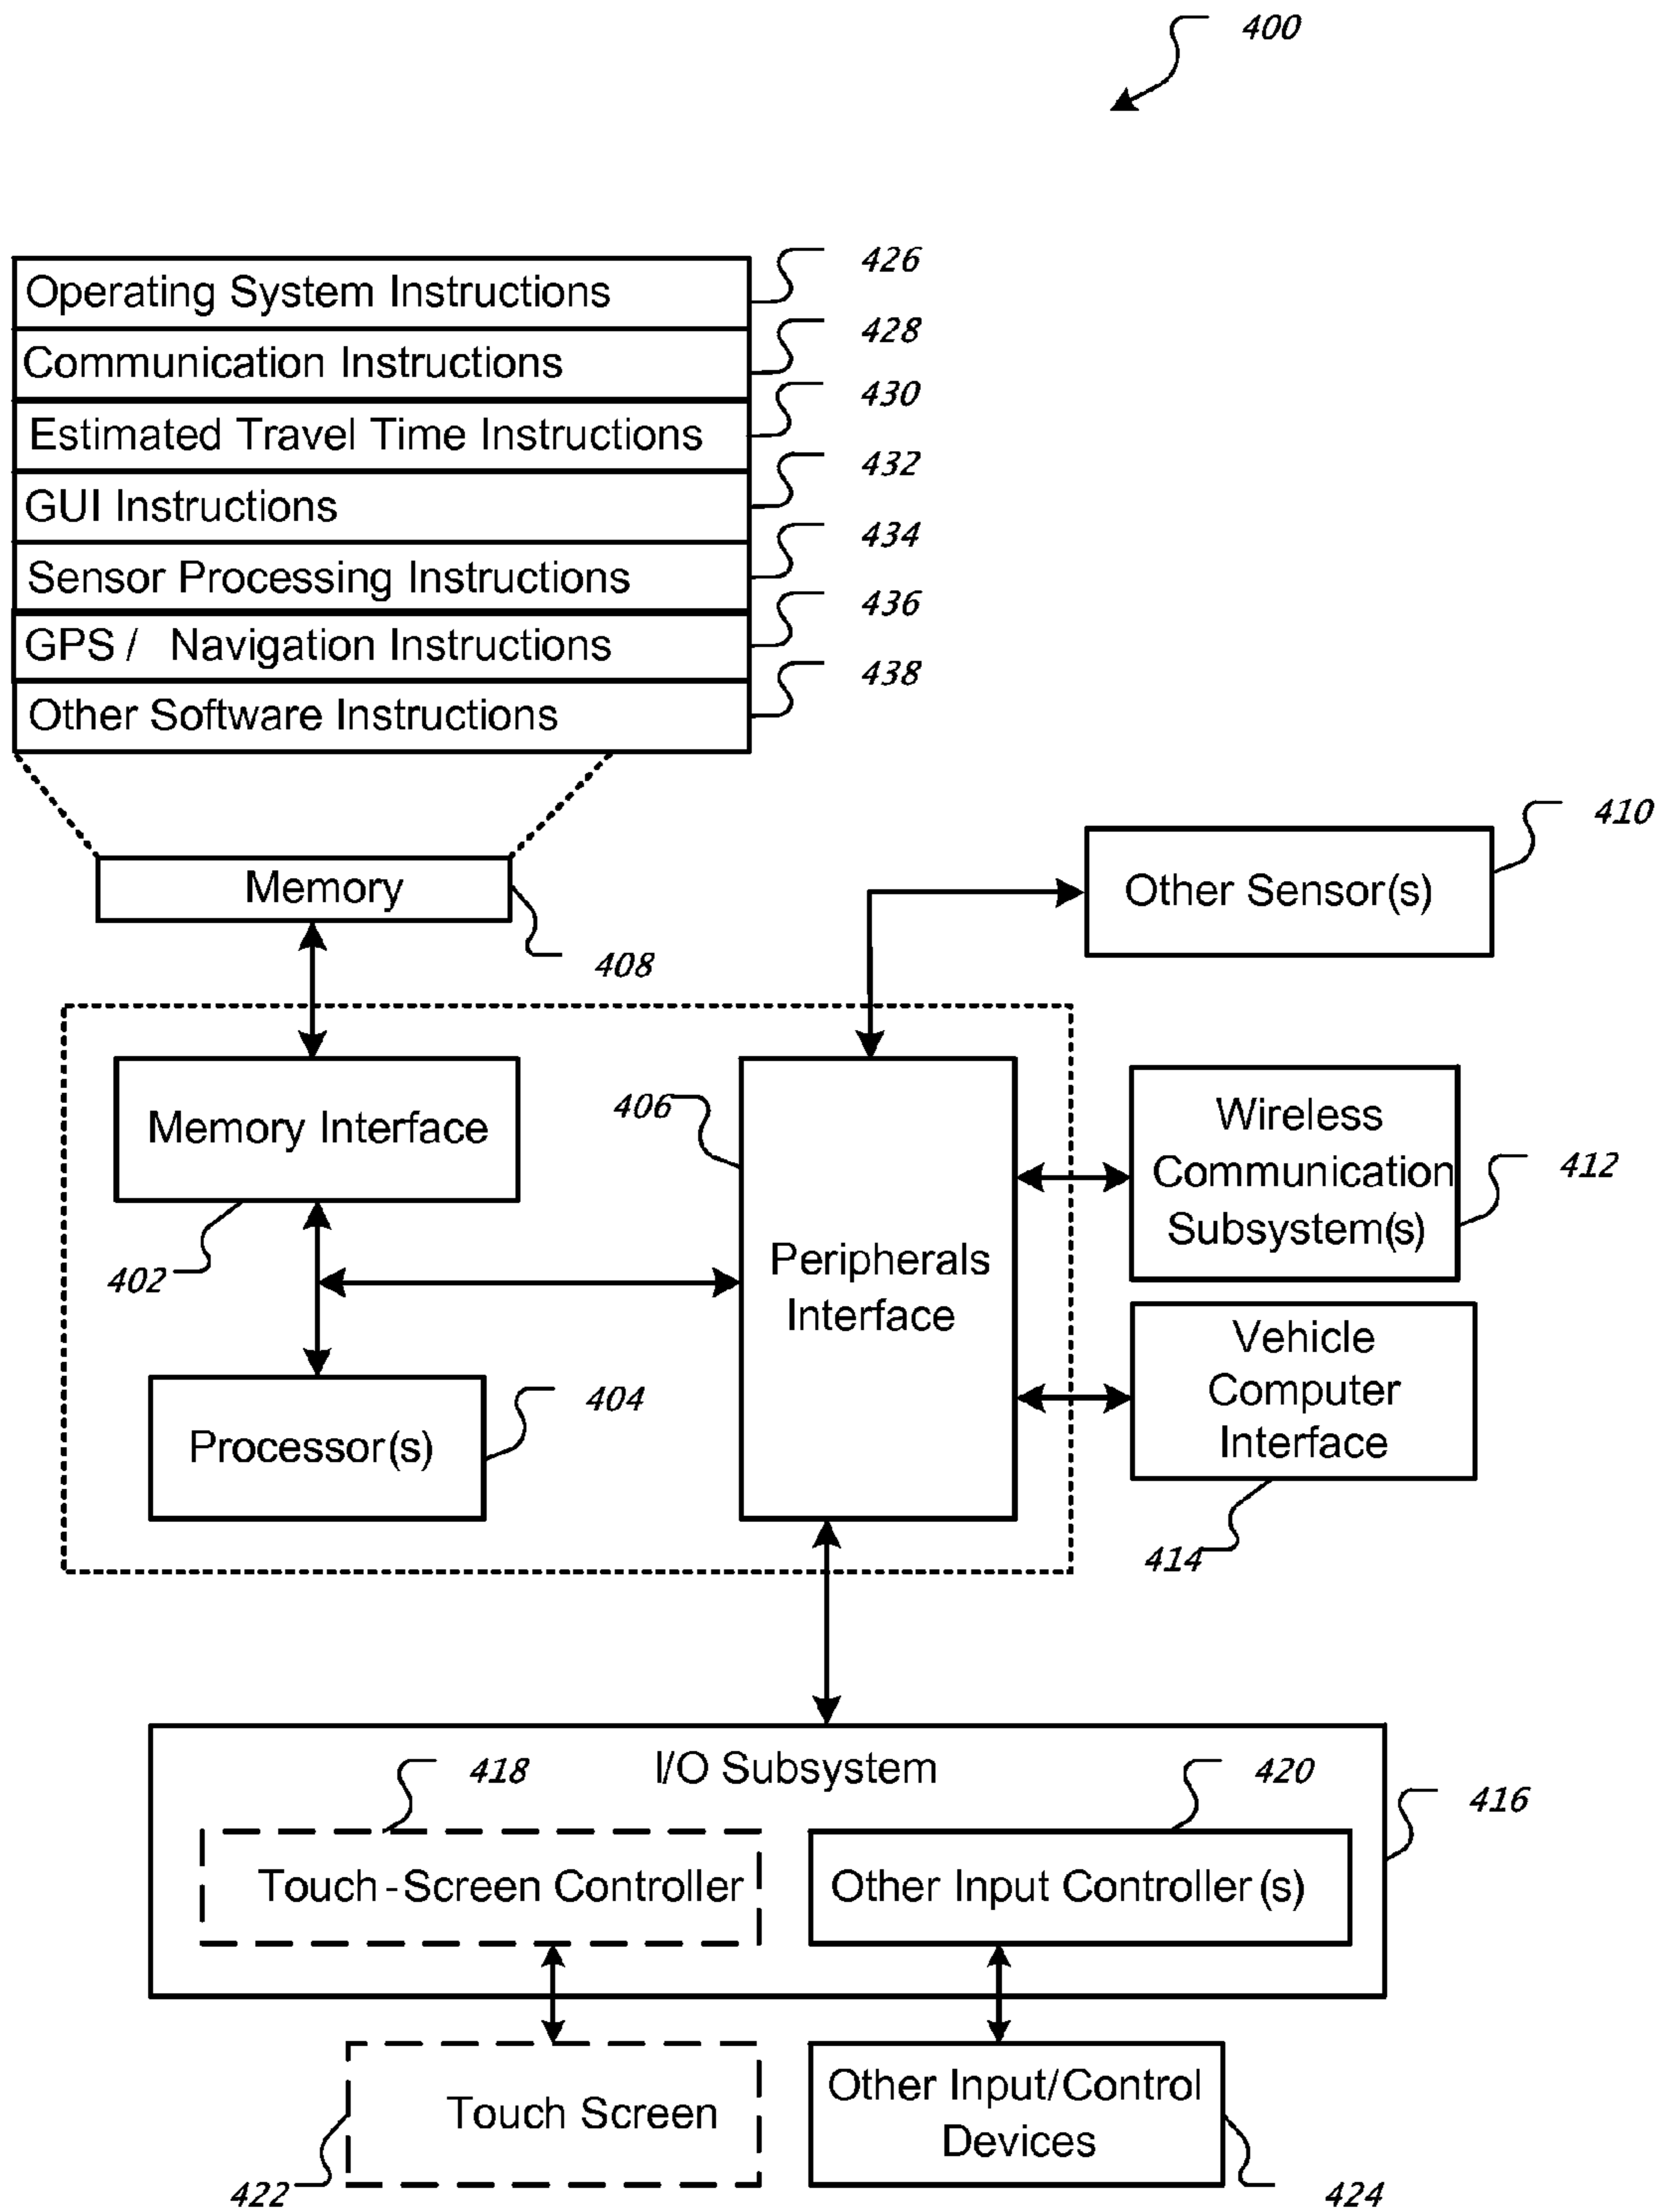 400
Operating System Instructions
426
Communication Instructions
428
Estimated Travel Time Instructions
430
GUI Instructions
432
Sensor Processing Instructions
434
GPS / Navigation Instructions
436
Other Software Instructions
438
Memory
408
Other Sensor(s)
410
Memory Interface
402
406
Peripherals
Interface
Wireless
Communication
Subsystem(s)
412
Processor(s)
404
Vehicle
Computer
Interface
414
I/O Subsystem
416
418
Touch-Screen Controller
420
Other Input Controller(s)
Touch Screen
422
Other Input/Control
Devices
424